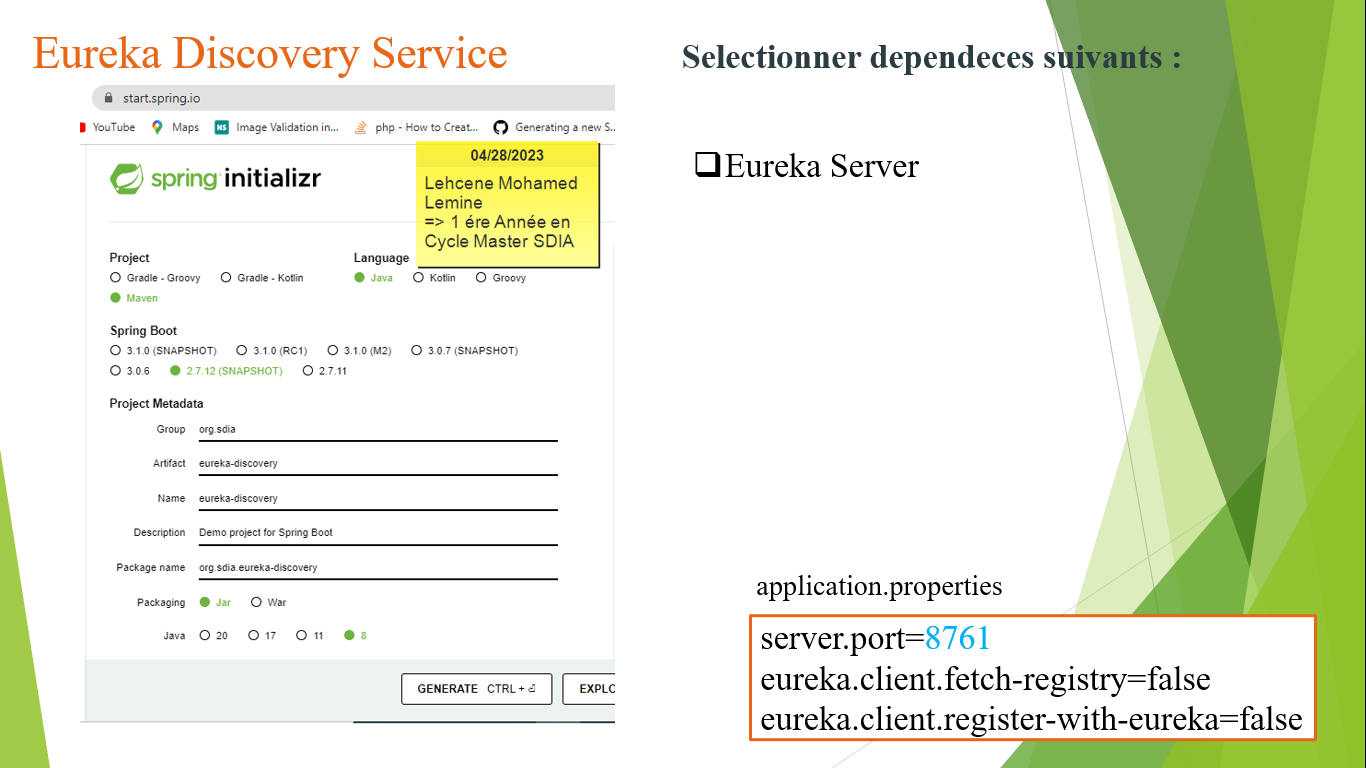 Eureka Discovery Service
Selectionner dependeces suivants :
start.spring.io
YouTube Maps NS Image Validation in... php - How to Creat... Generating a new S...
04/28/2023
Lehcene Mohamed
Lemine
=> 1 ére Année en
Cycle Master SDIA
spring initializr
Project
Gradle - Groovy Gradle - Kotlin
Maven
Language
Java Kotlin Groovy
Spring Boot
3.1.0 (SNAPSHOT) 3.1.0 (RC1) 3.1.0 (M2) 3.0.7 (SNAPSHOT)
3.0.6 2.7.12 (SNAPSHOT) 2.7.11
Project Metadata
Group org.sdia
Artifact eureka-discovery
Name eureka-discovery
Description Demo project for Spring Boot
Package name org.sdia.eureka-discovery
Packaging Jar War
Java 20 17 11 8
GENERATE CTRL + ⏎ EXPLO
Eureka Server
application.properties
server.port=8761
eureka.client.fetch-registry=false
eureka.client.register-with-eureka=false